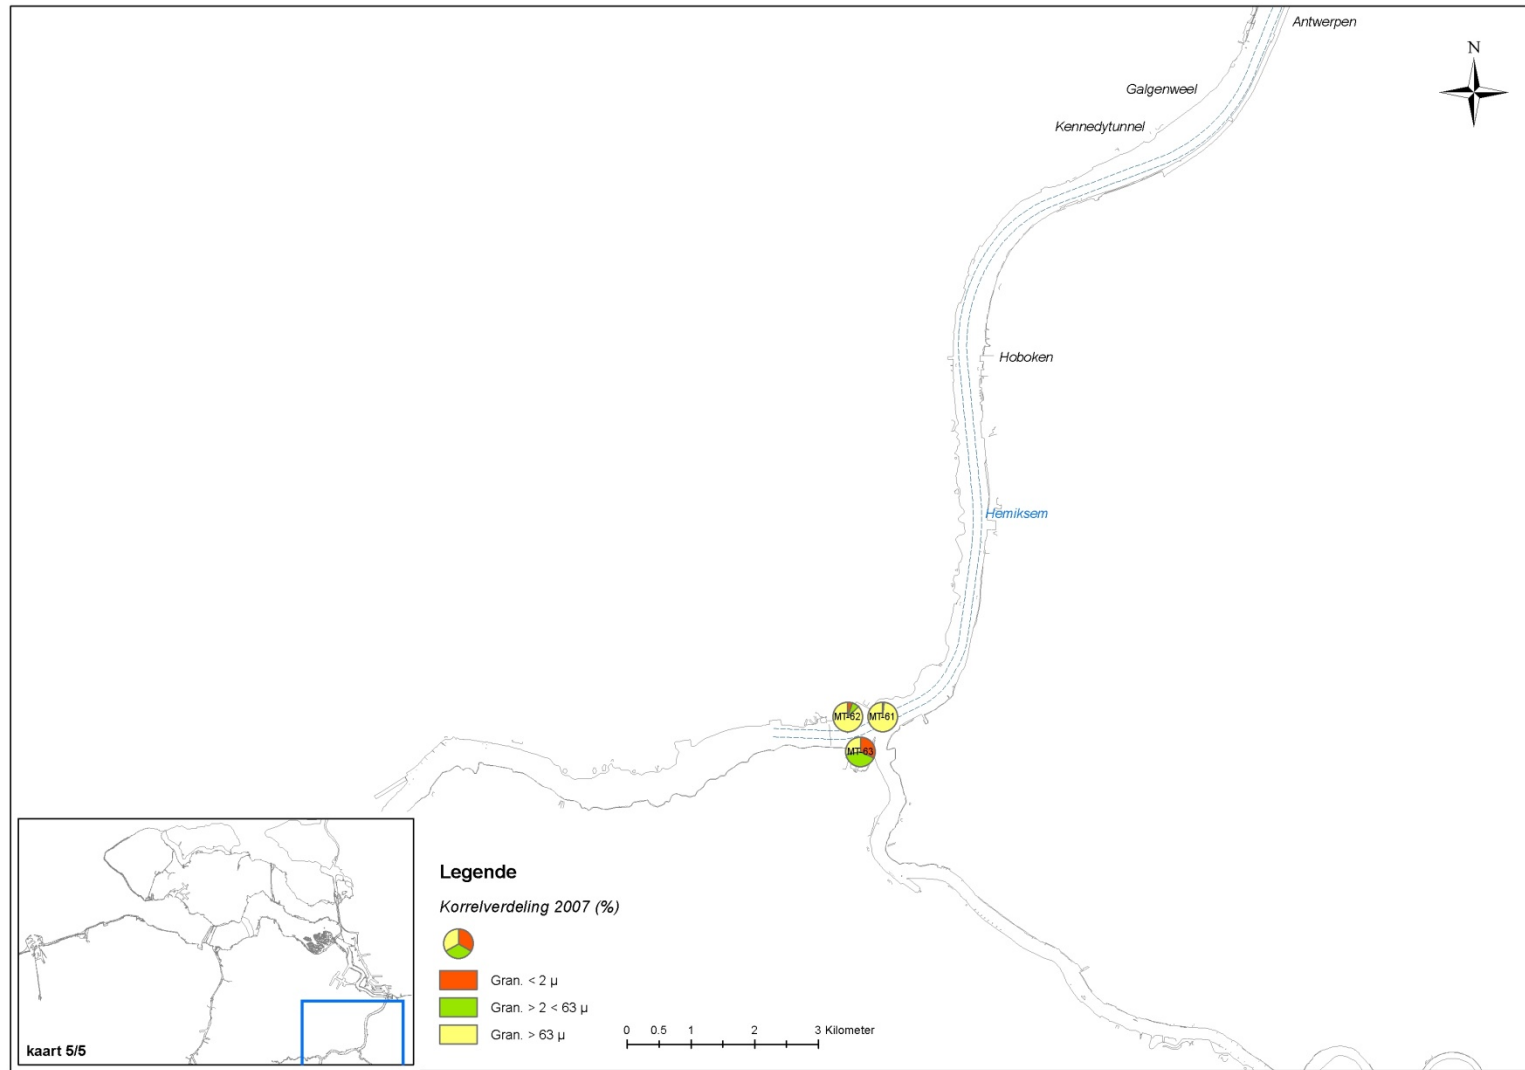 Antwerpen
N
Galgenweel
Kennedytunnel
Hoboken
Hemiksem
MT-62
MT-61
MT-63
Legende
Korrelverdeling 2007 (%)
Gran. < 2 µ
Gran. > 2 < 63 µ
Gran. > 63 µ
0 0.5 1 2 3 Kilometer
kaart 5/5